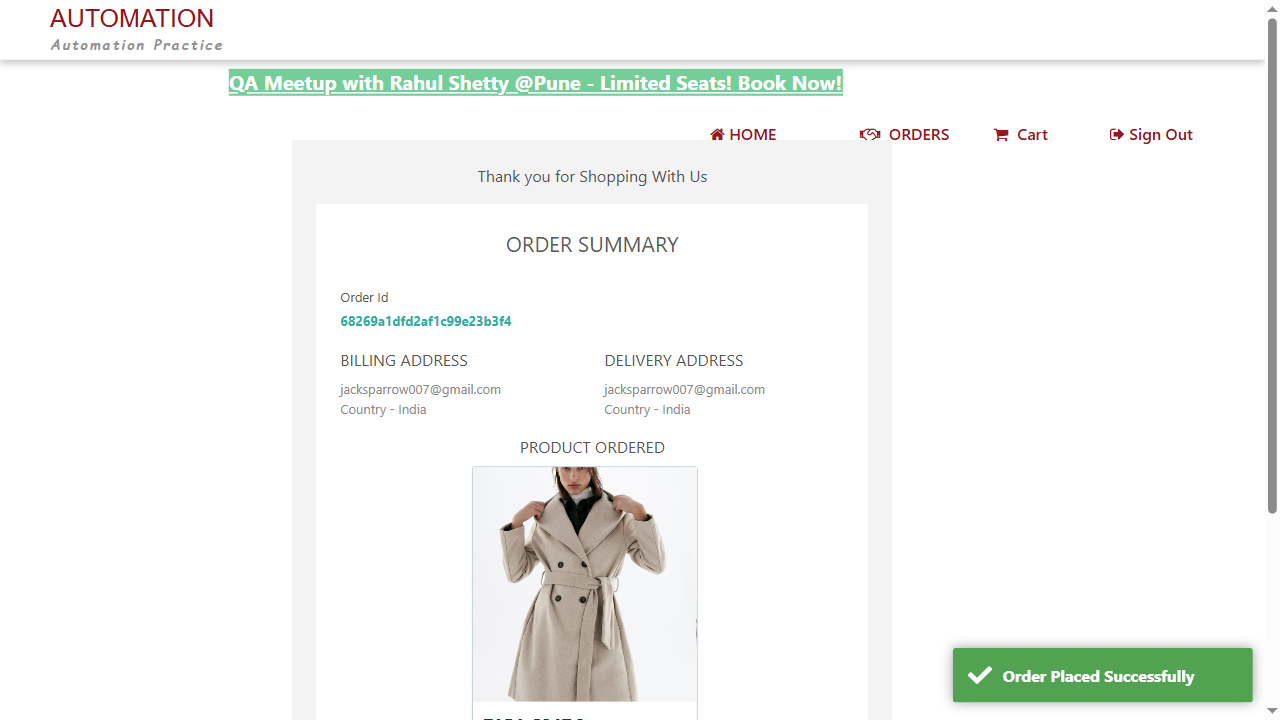 AUTOMATION
Automation Practice
QA Meetup with Rahul Shetty @Pune - Limited Seats! Book Now!
HOME ORDERS Cart Sign Out
Thank you for Shopping With Us
ORDER SUMMARY
Order Id
68269a1dfd2af1c99e23b3f4
BILLING ADDRESS DELIVERY ADDRESS
jacksparrow007@gmail.com jacksparrow007@gmail.com
Country - India Country - India
PRODUCT ORDERED
Order Placed Successfully